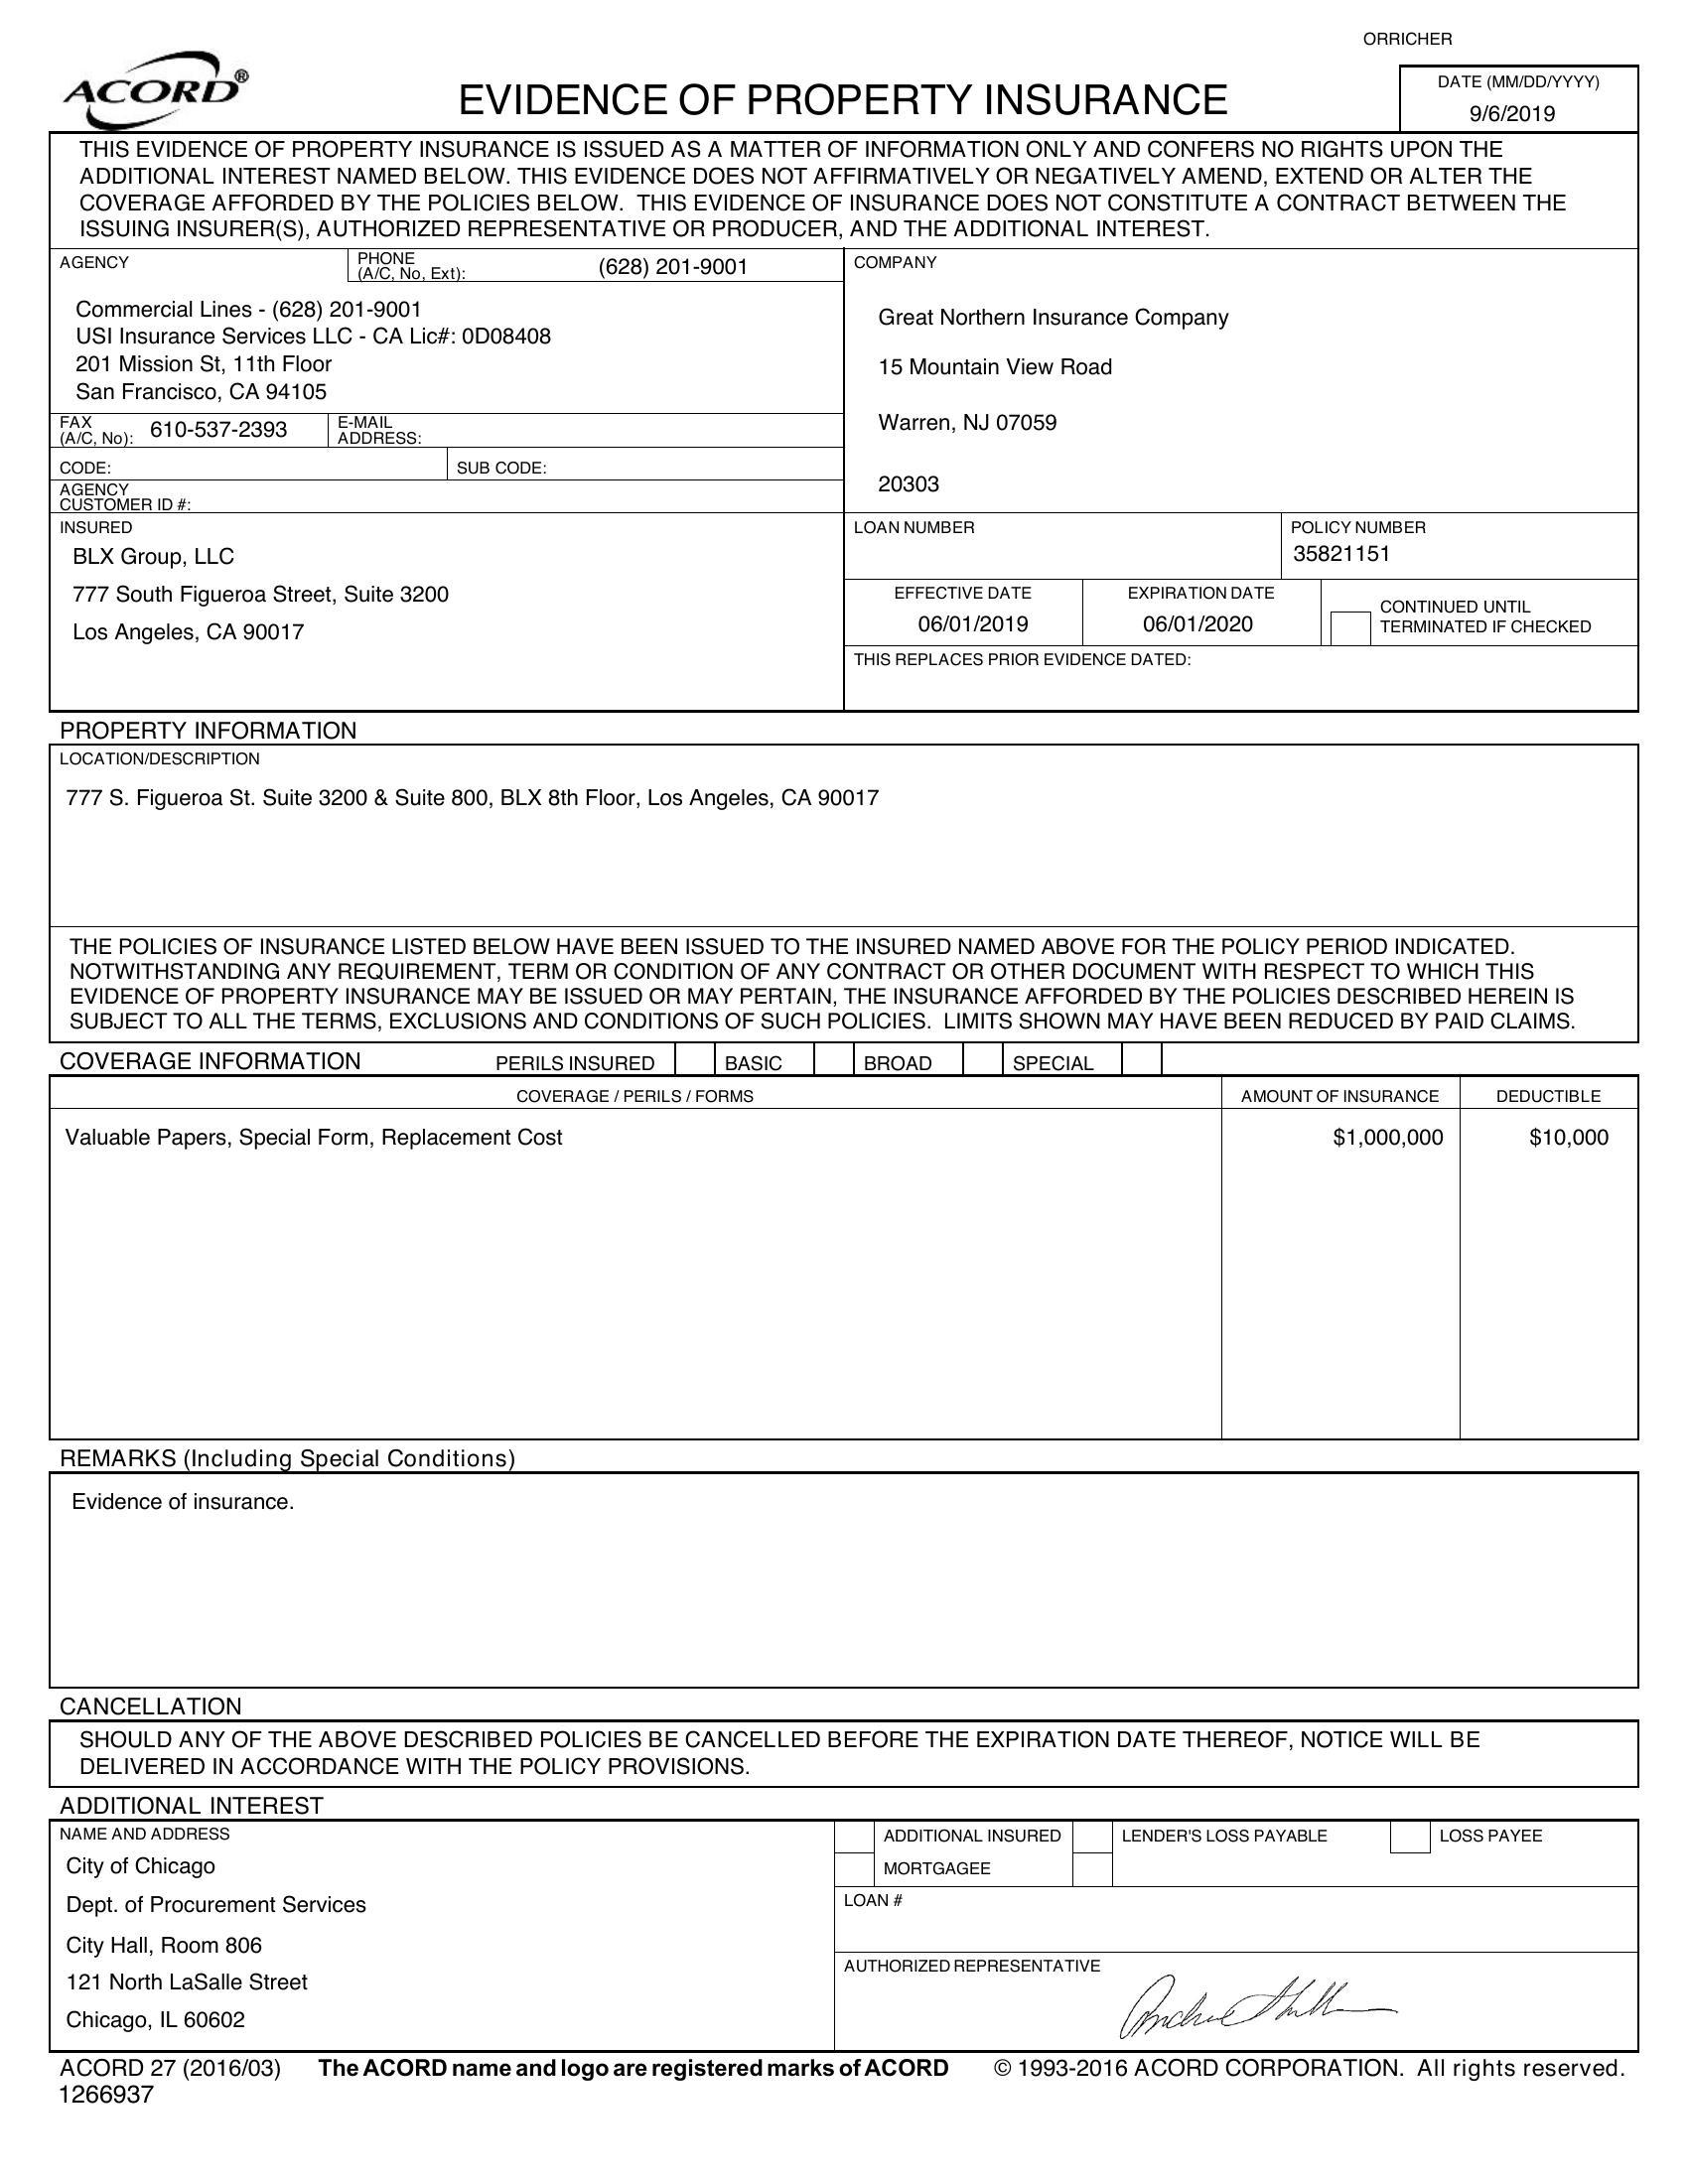 ORRICHER
ACORD®
EVIDENCE OF PROPERTY INSURANCE
DATE (MM/DD/YYYY)
9/6/2019
THIS EVIDENCE OF PROPERTY INSURANCE IS ISSUED AS A MATTER OF INFORMATION ONLY AND CONFERS NO RIGHTS UPON THE
ADDITIONAL INTEREST NAMED BELOW. THIS EVIDENCE DOES NOT AFFIRMATIVELY OR NEGATIVELY AMEND, EXTEND OR ALTER THE
COVERAGE AFFORDED BY THE POLICIES BELOW. THIS EVIDENCE OF INSURANCE DOES NOT CONSTITUTE A CONTRACT BETWEEN THE
ISSUING INSURER(S), AUTHORIZED REPRESENTATIVE OR PRODUCER, AND THE ADDITIONAL INTEREST.
AGENCY
PHONE
(A/C, No, Ext): (628) 201-9001
Commercial Lines - (628) 201-9001
USI Insurance Services LLC - CA Lic#: 0D08408
201 Mission St, 11th Floor
San Francisco, CA 94105
FAX
(A/C, No): 610-537-2393
E-MAIL
ADDRESS:
CODE:
SUB CODE:
AGENCY
CUSTOMER ID #:
COMPANY
Great Northern Insurance Company
15 Mountain View Road
Warren, NJ 07059
20303
INSURED
BLX Group, LLC
777 South Figueroa Street, Suite 3200
Los Angeles, CA 90017
LOAN NUMBER
POLICY NUMBER
35821151
EFFECTIVE DATE
06/01/2019
EXPIRATION DATE
06/01/2020
CONTINUED UNTIL
TERMINATED IF CHECKED
THIS REPLACES PRIOR EVIDENCE DATED:
PROPERTY INFORMATION
LOCATION/DESCRIPTION
777 S. Figueroa St. Suite 3200 & Suite 800, BLX 8th Floor, Los Angeles, CA 90017
THE POLICIES OF INSURANCE LISTED BELOW HAVE BEEN ISSUED TO THE INSURED NAMED ABOVE FOR THE POLICY PERIOD INDICATED.
NOTWITHSTANDING ANY REQUIREMENT, TERM OR CONDITION OF ANY CONTRACT OR OTHER DOCUMENT WITH RESPECT TO WHICH THIS
EVIDENCE OF PROPERTY INSURANCE MAY BE ISSUED OR MAY PERTAIN, THE INSURANCE AFFORDED BY THE POLICIES DESCRIBED HEREIN IS
SUBJECT TO ALL THE TERMS, EXCLUSIONS AND CONDITIONS OF SUCH POLICIES. LIMITS SHOWN MAY HAVE BEEN REDUCED BY PAID CLAIMS.
COVERAGE INFORMATION PERILS INSURED BASIC BROAD SPECIAL
COVERAGE / PERILS / FORMS AMOUNT OF INSURANCE DEDUCTIBLE
Valuable Papers, Special Form, Replacement Cost $1,000,000 $10,000
REMARKS (Including Special Conditions)
Evidence of insurance.
CANCELLATION
SHOULD ANY OF THE ABOVE DESCRIBED POLICIES BE CANCELLED BEFORE THE EXPIRATION DATE THEREOF, NOTICE WILL BE
DELIVERED IN ACCORDANCE WITH THE POLICY PROVISIONS.
ADDITIONAL INTEREST
NAME AND ADDRESS
City of Chicago
Dept. of Procurement Services
City Hall, Room 806
121 North LaSalle Street
Chicago, IL 60602
ADDITIONAL INSURED LENDER'S LOSS PAYABLE LOSS PAYEE
MORTGAGEE
LOAN #
AUTHORIZED REPRESENTATIVE
ACORD 27 (2016/03) The ACORD name and logo are registered marks of ACORD © 1993-2016 ACORD CORPORATION. All rights reserved.
1266937